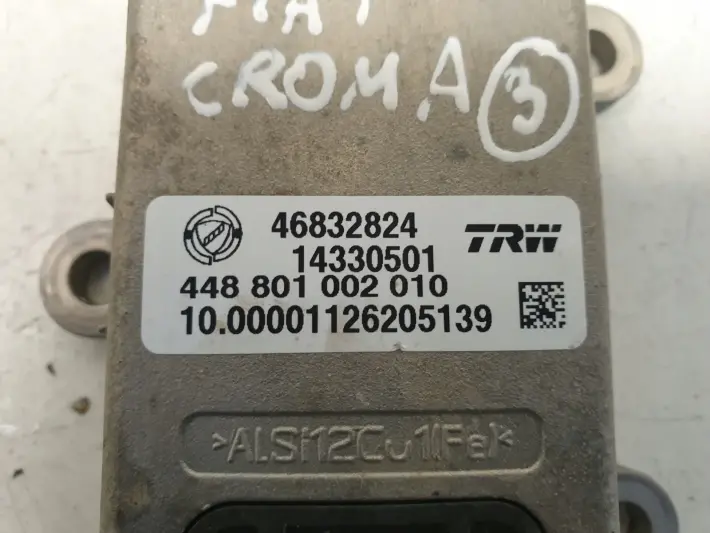 FIAT
CROMA 3
46832824
TRW
14330501
448 801 002 010
10.00001126205139
>ALSi12Cu1(Fe)<